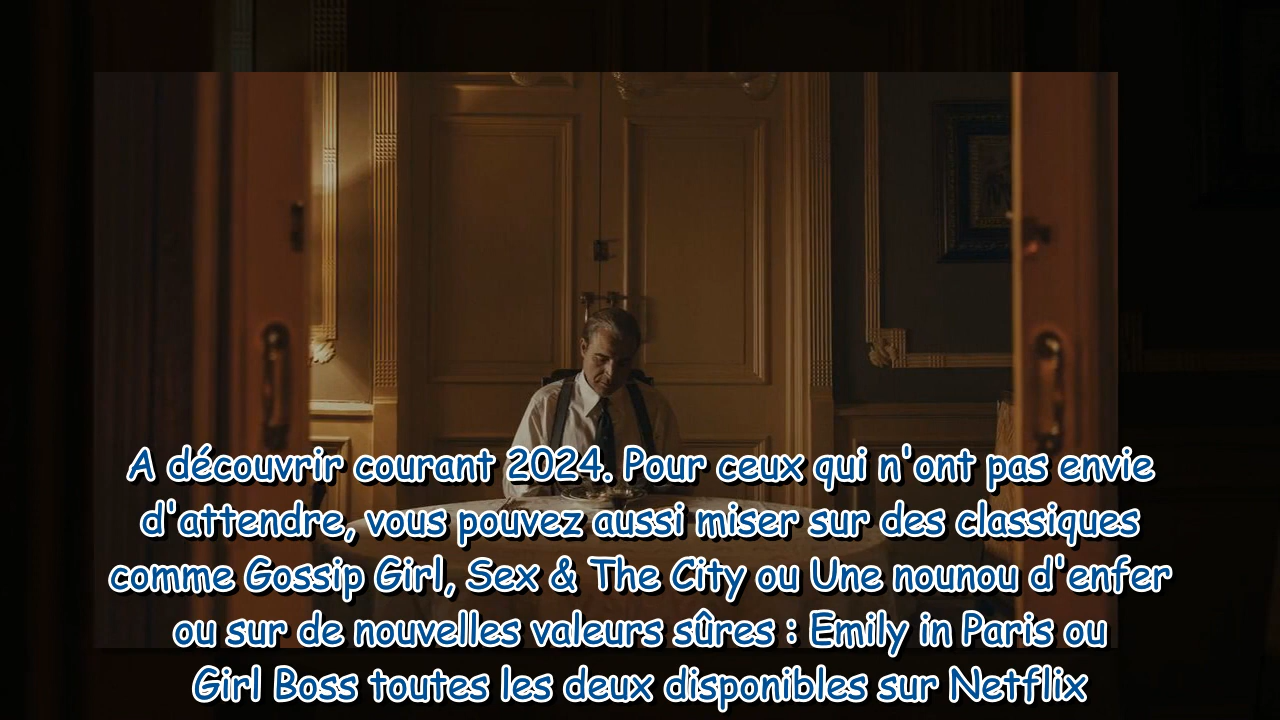 A découvrir courant 2024. Pour ceux qui n'ont pas envie
d'attendre, vous pouvez aussi miser sur des classiques
comme Gossip Girl, Sex & The City ou Une nounou d'enfer
ou sur de nouvelles valeurs sûres : Emily in Paris ou
Girl Boss toutes les deux disponibles sur Netflix